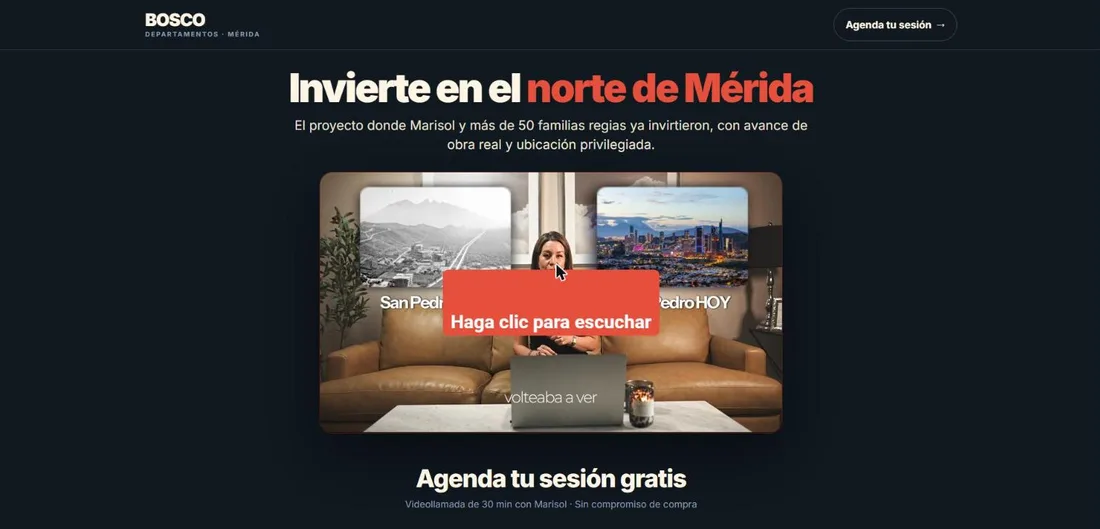 BOSCO
DEPARTAMENTOS · MÉRIDA
Agenda tu sesión →
Invierte en el norte de Mérida
El proyecto donde Marisol y más de 50 familias regias ya invirtieron, con avance de
obra real y ubicación privilegiada.
San Pedr
edro HOY
Haga clic para escuchar
volteaba a ver
Agenda tu sesión gratis
Videollamada de 30 min con Marisol · Sin compromiso de compra